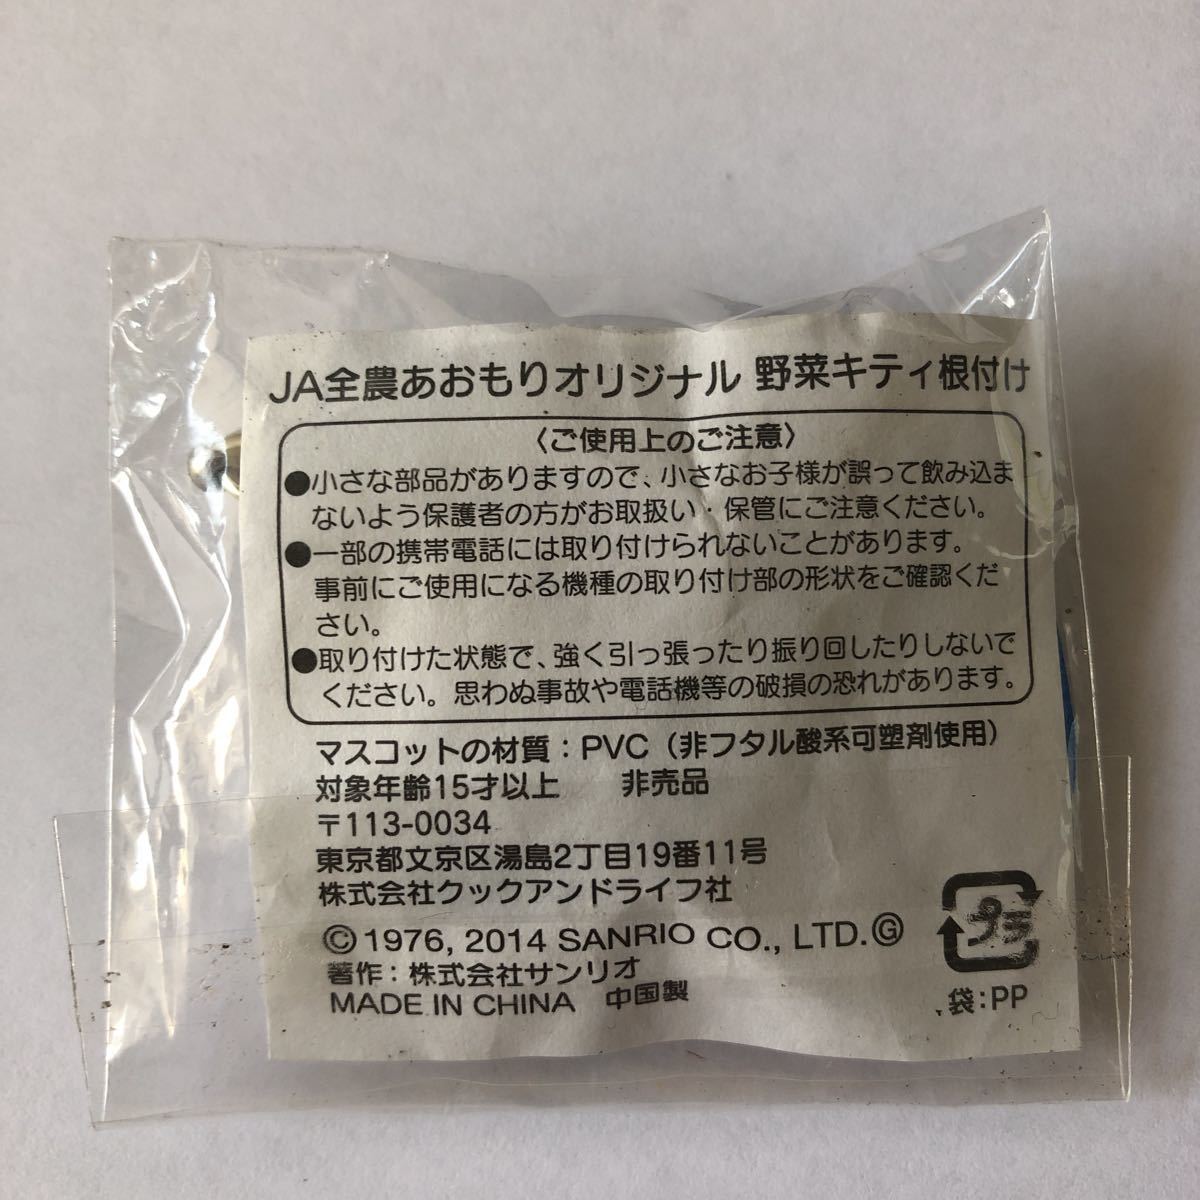 JA全農あおもりオリジナル 野菜キティ根付け
〈ご使用上のご注意〉
●小さな部品がありますので、小さなお子様が誤って飲み込ま
ないよう保護者の方がお取扱い・保管にご注意ください。
●一部の携帯電話には取り付けられないことがあります。
事前にご使用になる機種の取り付け部の形状をご確認くだ
さい。
●取り付けた状態で、強く引っ張ったり振り回したりしないで
ください。思わぬ事故や電話機等の破損の恐れがあります。
マスコットの材質：PVC（非フタル酸系可塑剤使用）
対象年齢15才以上　非売品
〒113-0034
東京都文京区湯島2丁目19番11号
株式会社クックアンドライフ社
©1976, 2014 SANRIO CO., LTD.Ⓖ
著作：株式会社サンリオ
MADE IN CHINA　中国製
プラ
袋：PP